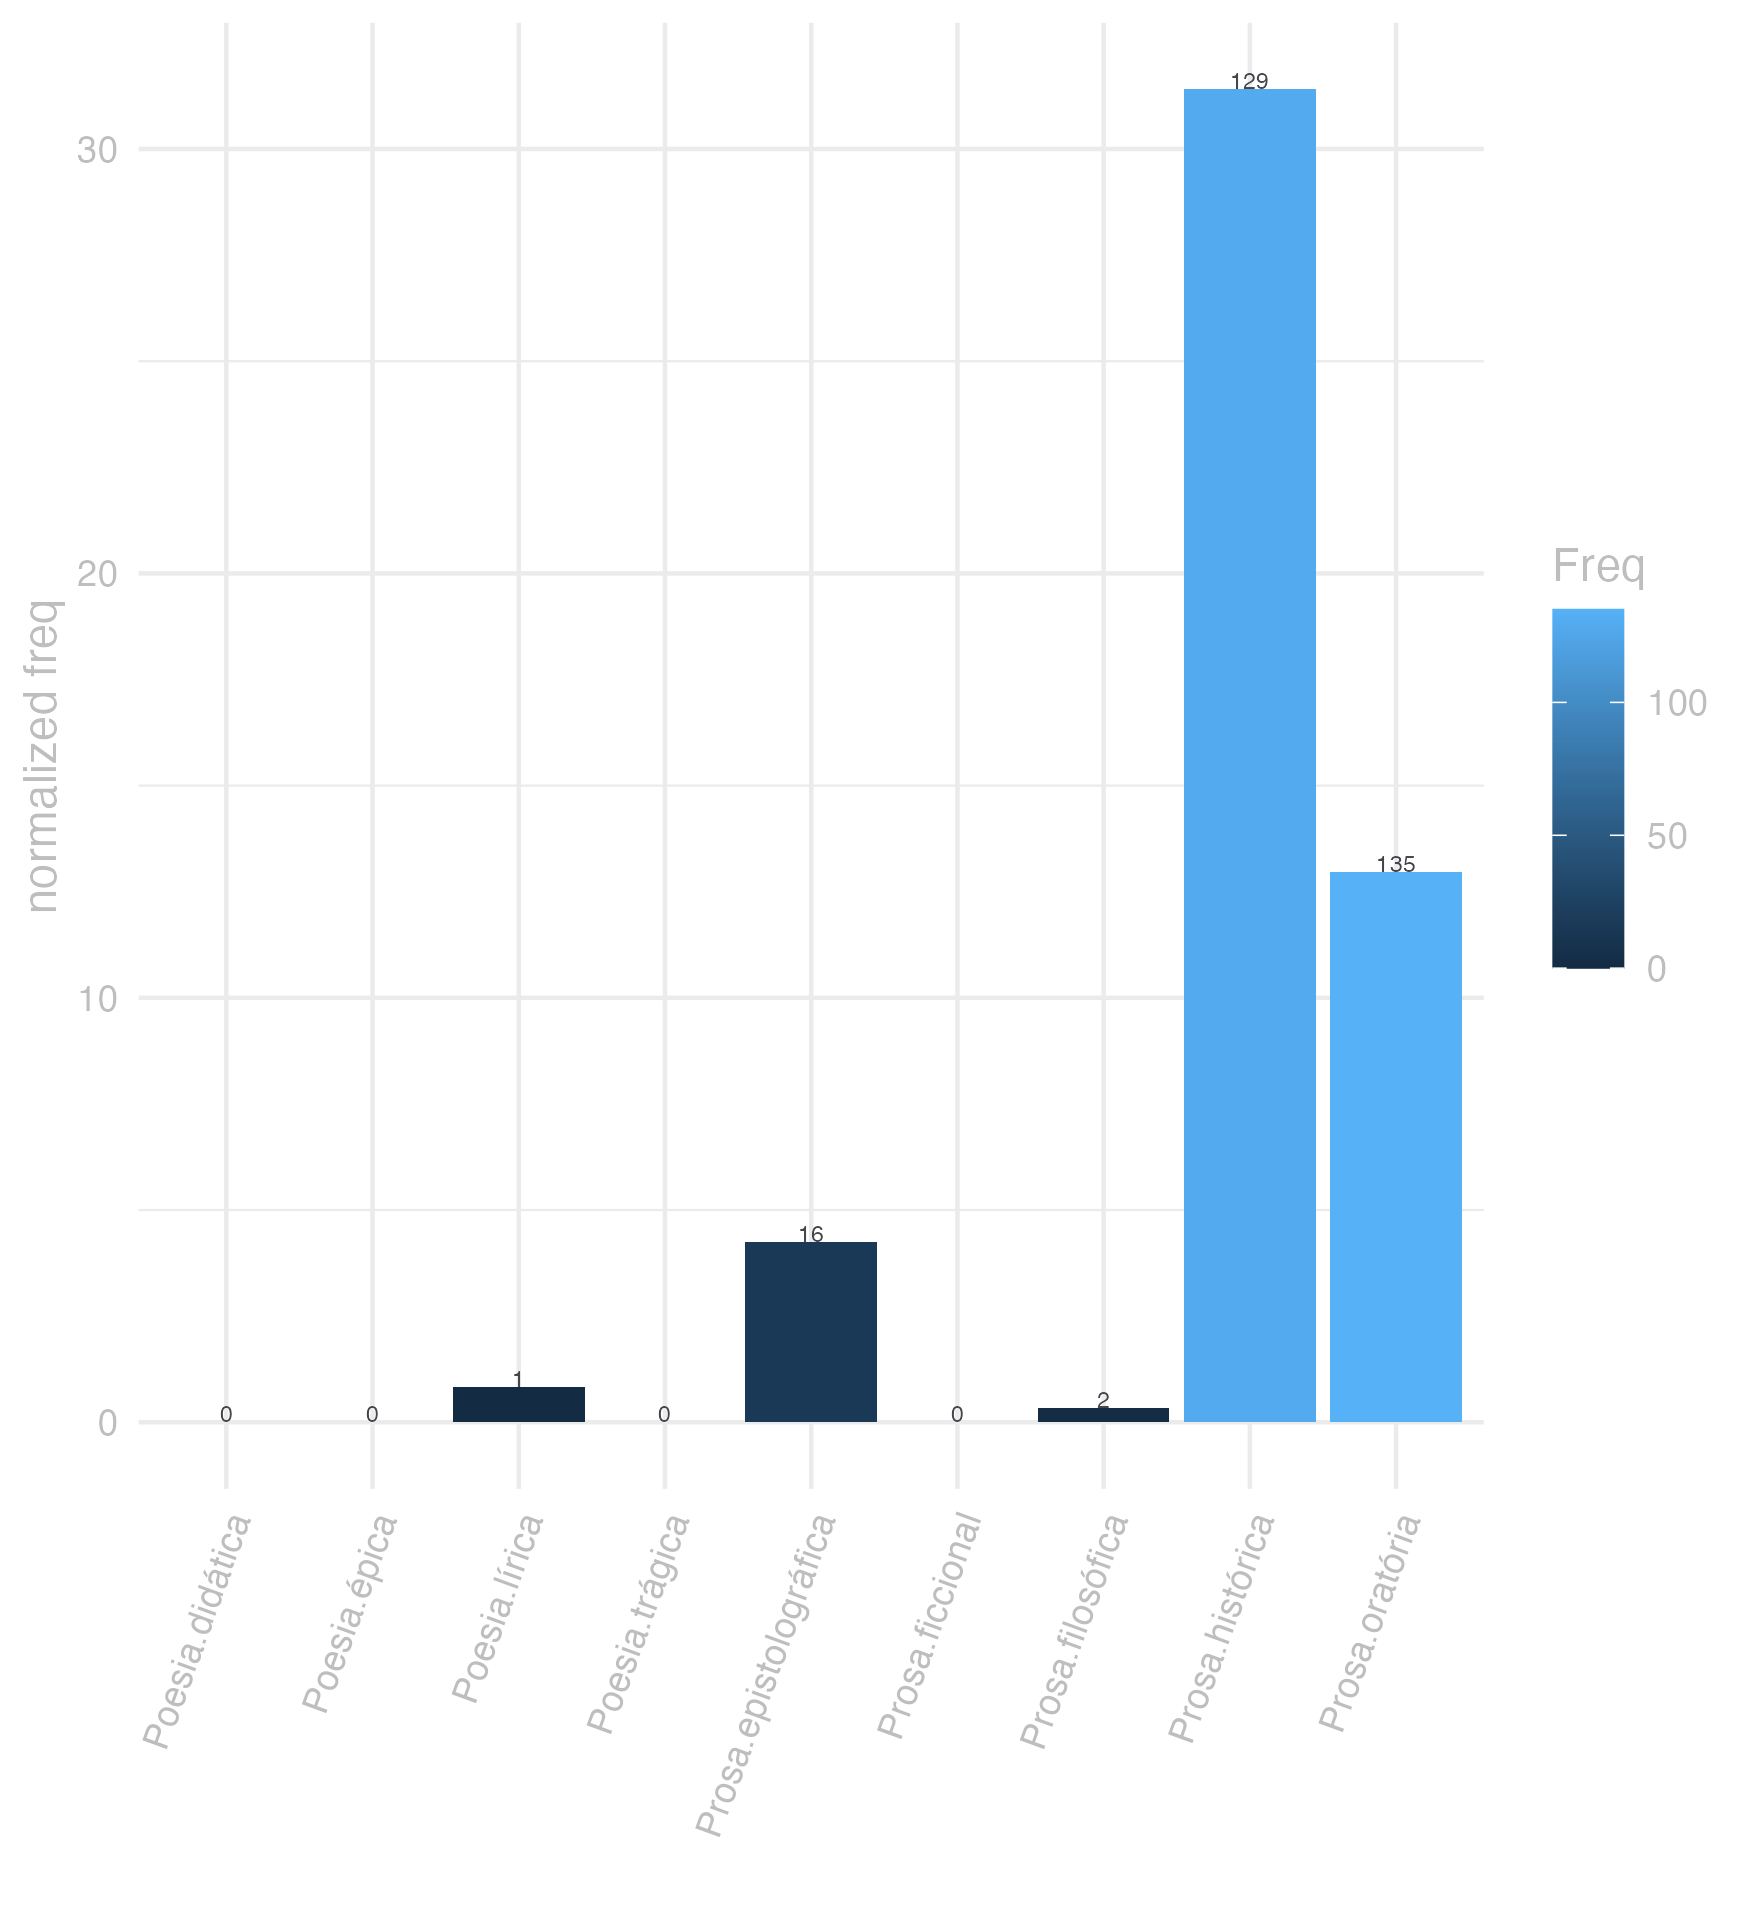 129
30
Freq
20
100
normalized freq
50
135
0
10
16
1
2
0
0
0
0
0
Poesia.didática
Poesia.épica
Poesia.lírica
Poesia.trágica
Prosa.epistolográfica
Prosa.ficcional
Prosa.filosófica
Prosa.histórica
Prosa.oratória